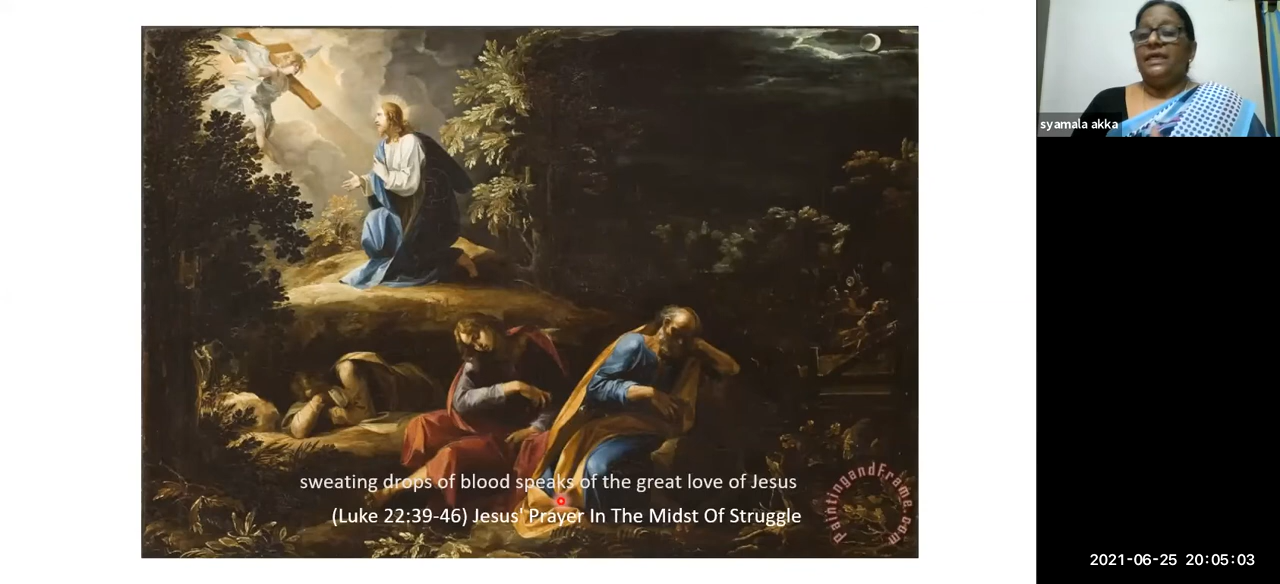 syamala akka
sweating drops of blood speaks of the great love of Jesus
(Luke 22:39-46) Jesus' Prayer In The Midst Of Struggle
PaintingandFrame.com
2021-06-25 20:05:03